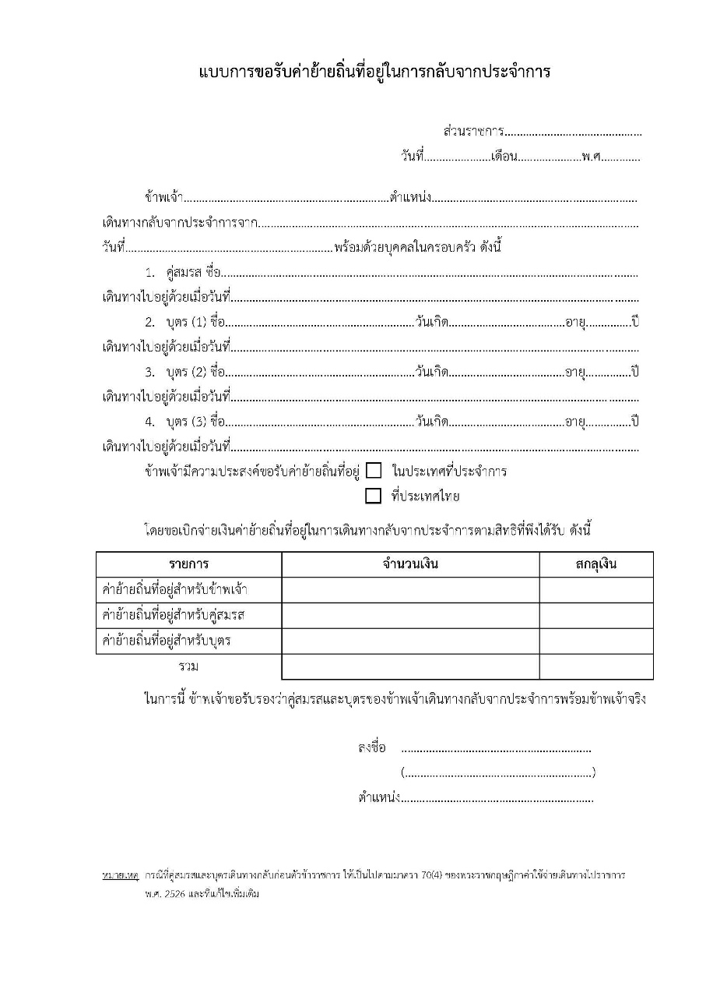 แบบการขอรับค่าย้ายถิ่นที่อยู่ในการกลับจากประจำการ
ส่วนราชการ.............................................
วันที่......................เดือน.....................พ.ศ.............
ข้าพเจ้า....................................................................ตำแหน่ง....................................................................
เดินทางกลับจากประจำการจาก.............................................................................................................................
วันที่....................................................................พร้อมด้วยบุคคลในครอบครัว ดังนี้
1. คู่สมรส ชื่อ.........................................................................................................................................
เดินทางไปอยู่ด้วยเมื่อวันที่......................................................................................................................................
2. บุตร (1) ชื่อ..............................................................วันเกิด......................................อายุ...............ปี
เดินทางไปอยู่ด้วยเมื่อวันที่......................................................................................................................................
3. บุตร (2) ชื่อ..............................................................วันเกิด......................................อายุ...............ปี
เดินทางไปอยู่ด้วยเมื่อวันที่......................................................................................................................................
4. บุตร (3) ชื่อ..............................................................วันเกิด......................................อายุ...............ปี
เดินทางไปอยู่ด้วยเมื่อวันที่......................................................................................................................................
ข้าพเจ้ามีความประสงค์ขอรับค่าย้ายถิ่นที่อยู่ ☐ ในประเทศที่ประจำการ
☐ ที่ประเทศไทย
โดยขอเบิกจ่ายเงินค่าย้ายถิ่นที่อยู่ในการเดินทางกลับจากประจำการตามสิทธิที่พึงได้รับ ดังนี้
รายการ จำนวนเงิน สกลุเงิน
ค่าย้ายถิ่นที่อยู่สำหรับข้าพเจ้า
ค่าย้ายถิ่นที่อยู่สำหรับคู่สมรส
ค่าย้ายถิ่นที่อยู่สำหรับบุตร
รวม
ในการนี้ ข้าพเจ้าขอรับรองว่าคู่สมรสและบุตรของข้าพเจ้าเดินทางกลับจากประจำการพร้อมข้าพเจ้าจริง
ลงชื่อ ..............................................................
(.............................................................)
ตำแหน่ง...............................................................
หมายเหตุ กรณีที่คู่สมรสและบุตรเดินทางกลับก่อนตัวข้าราชการ ให้เป็นไปตามมาตรา 70(4) ของพระราชกฤษฎีกาค่าใช้จ่ายเดินทางไปราชการ
พ.ศ. 2526 และที่แก้ไขเพิ่มเติม